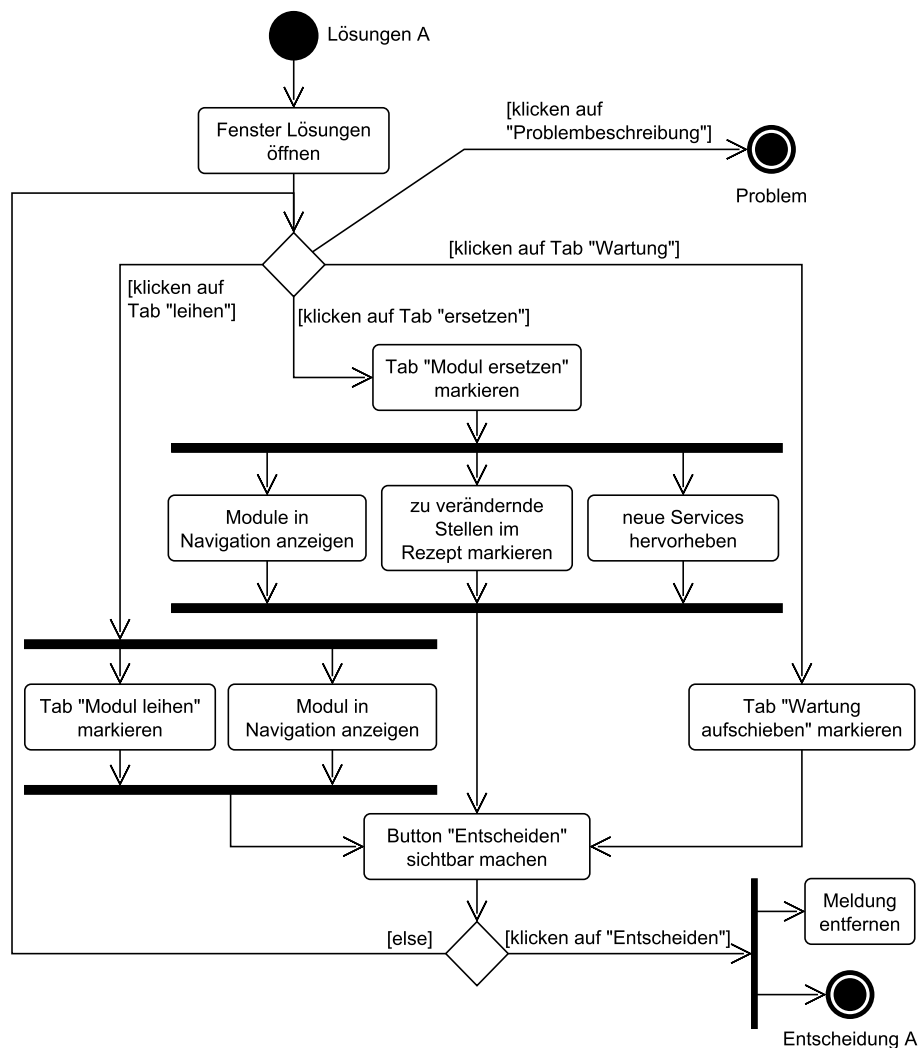 Lösungen A
Fenster Lösungen
öffnen
[klicken auf
"Problembeschreibung"]
Problem
[klicken auf Tab "Wartung"]
[klicken auf
Tab "leihen"]
[klicken auf Tab "ersetzen"]
Tab "Modul ersetzen"
markieren
Module in
Navigation anzeigen
zu verändernde
Stellen im
Rezept markieren
neue Services
hervorheben
Tab "Modul leihen"
markieren
Modul in
Navigation anzeigen
Tab "Wartung
aufschieben" markieren
Button "Entscheiden"
sichtbar machen
[else]
[klicken auf "Entscheiden"]
Meldung
entfernen
Entscheidung A